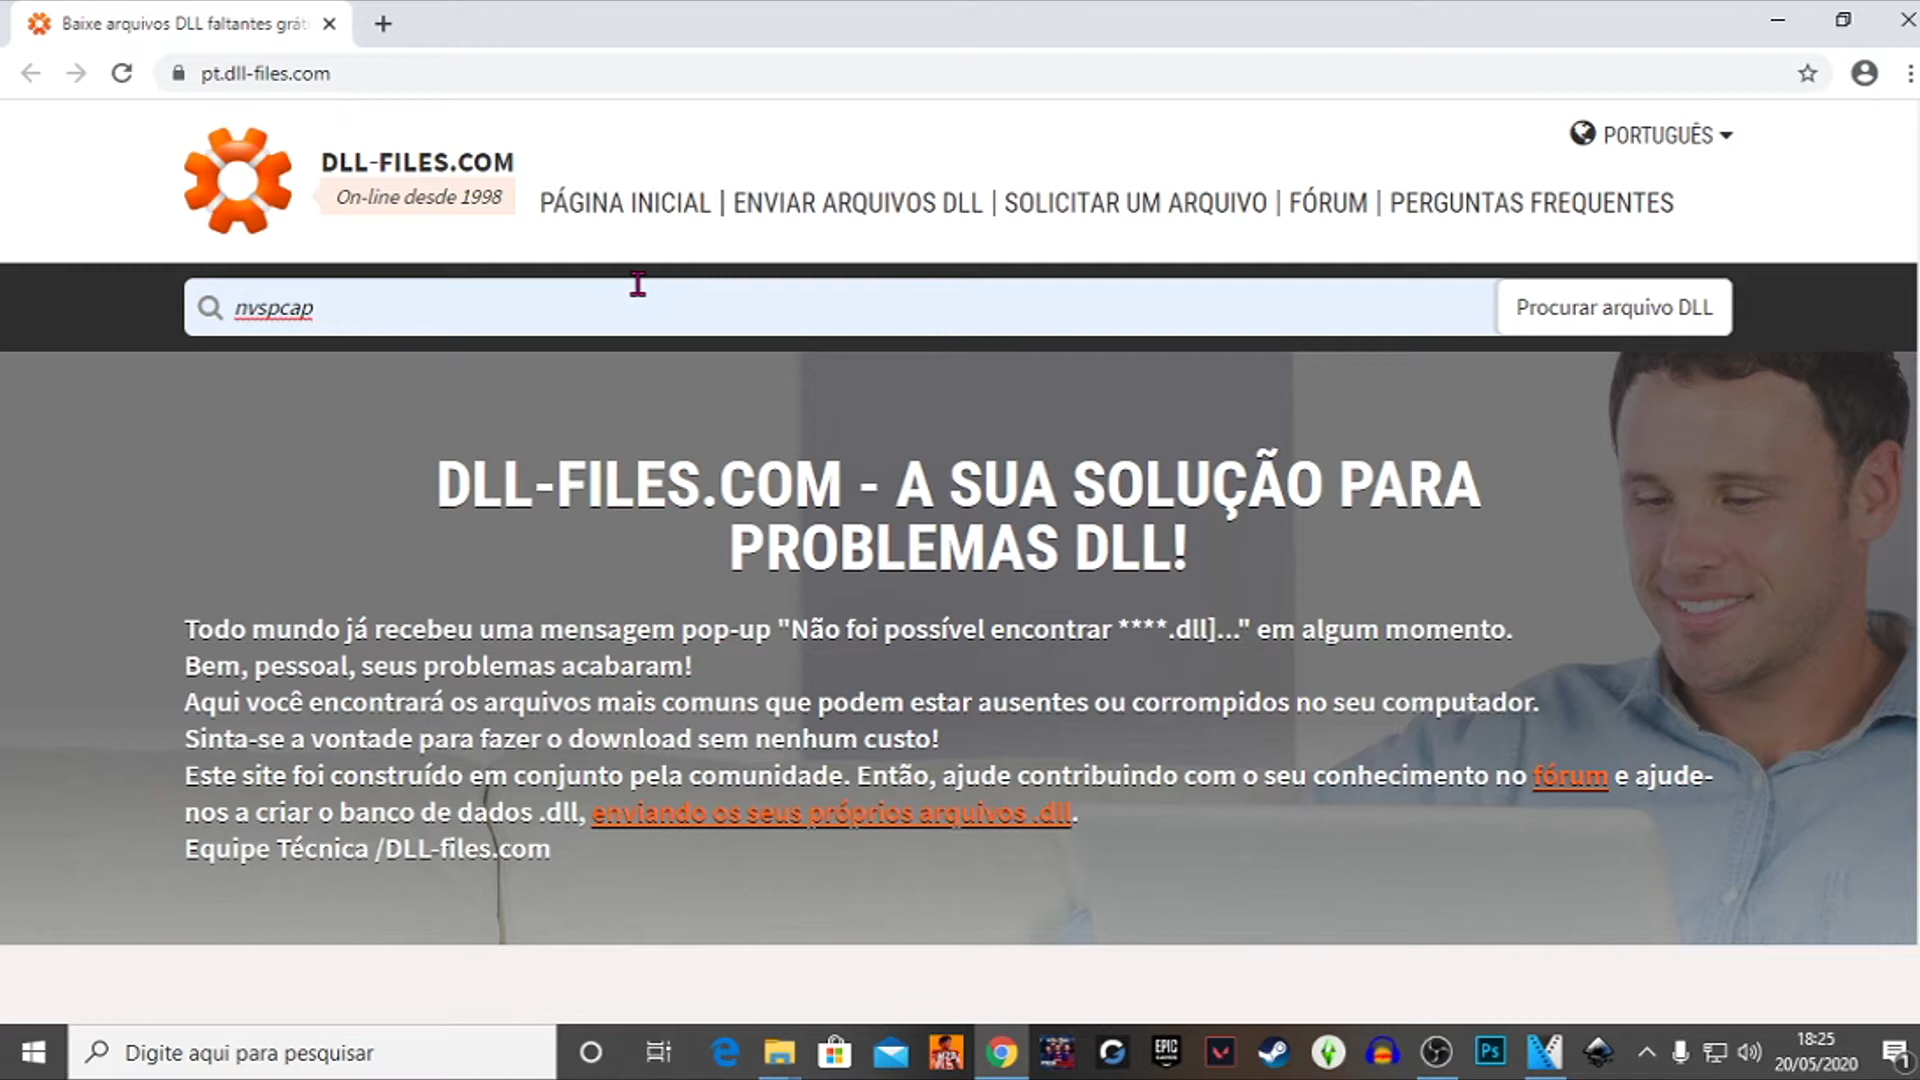 Baixe arquivos DLL faltantes grát
pt.dll-files.com
PORTUGUÊS
DLL-FILES.COM
On-line desde 1998
PÁGINA INICIAL | ENVIAR ARQUIVOS DLL | SOLICITAR UM ARQUIVO | FÓRUM | PERGUNTAS FREQUENTES
nvspcap
Procurar arquivo DLL
DLL-FILES.COM - A SUA SOLUÇÃO PARA
PROBLEMAS DLL!
Todo mundo já recebeu uma mensagem pop-up "Não foi possível encontrar ****.dll]..." em algum momento.
Bem, pessoal, seus problemas acabaram!
Aqui você encontrará os arquivos mais comuns que podem estar ausentes ou corrompidos no seu computador.
Sinta-se a vontade para fazer o download sem nenhum custo!
Este site foi construído em conjunto pela comunidade. Então, ajude contribuindo com o seu conhecimento no fórum e ajude-
nos a criar o banco de dados .dll, enviando os seus próprios arquivos .dll.
Equipe Técnica /DLL-files.com
Digite aqui para pesquisar
EPIC
GAMES
Ps
18:25
20/05/2020
1